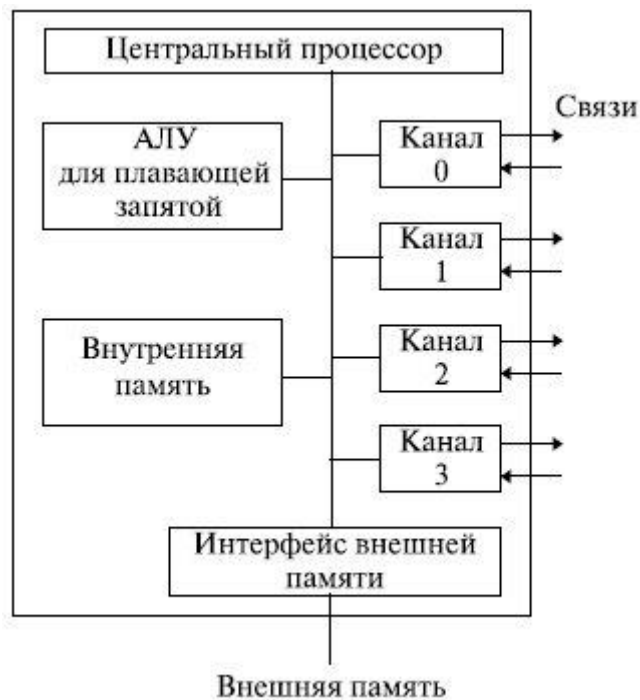 Центральный процессор
Связи
АЛУ
для плавающей
запятой
Канал
0
Канал
1
Внутренняя
память
Канал
2
Канал
3
Интерфейс внешней
памяти
Внешняя память